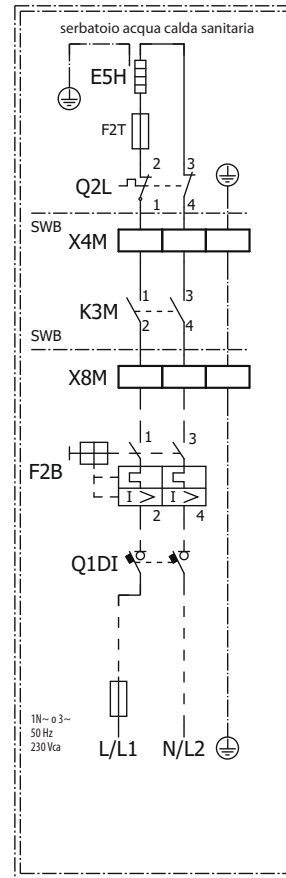 serbatoio acqua calda sanitaria
E5H
F2T
Q2L
2 3
1 4
SWB
X4M
K3M
1 3
2 4
SWB
X8M
1 3
F2B
I > I >
2 4
Q1DI
1N~ o 3~
50 Hz
230 Vca
L/L1 N/L2